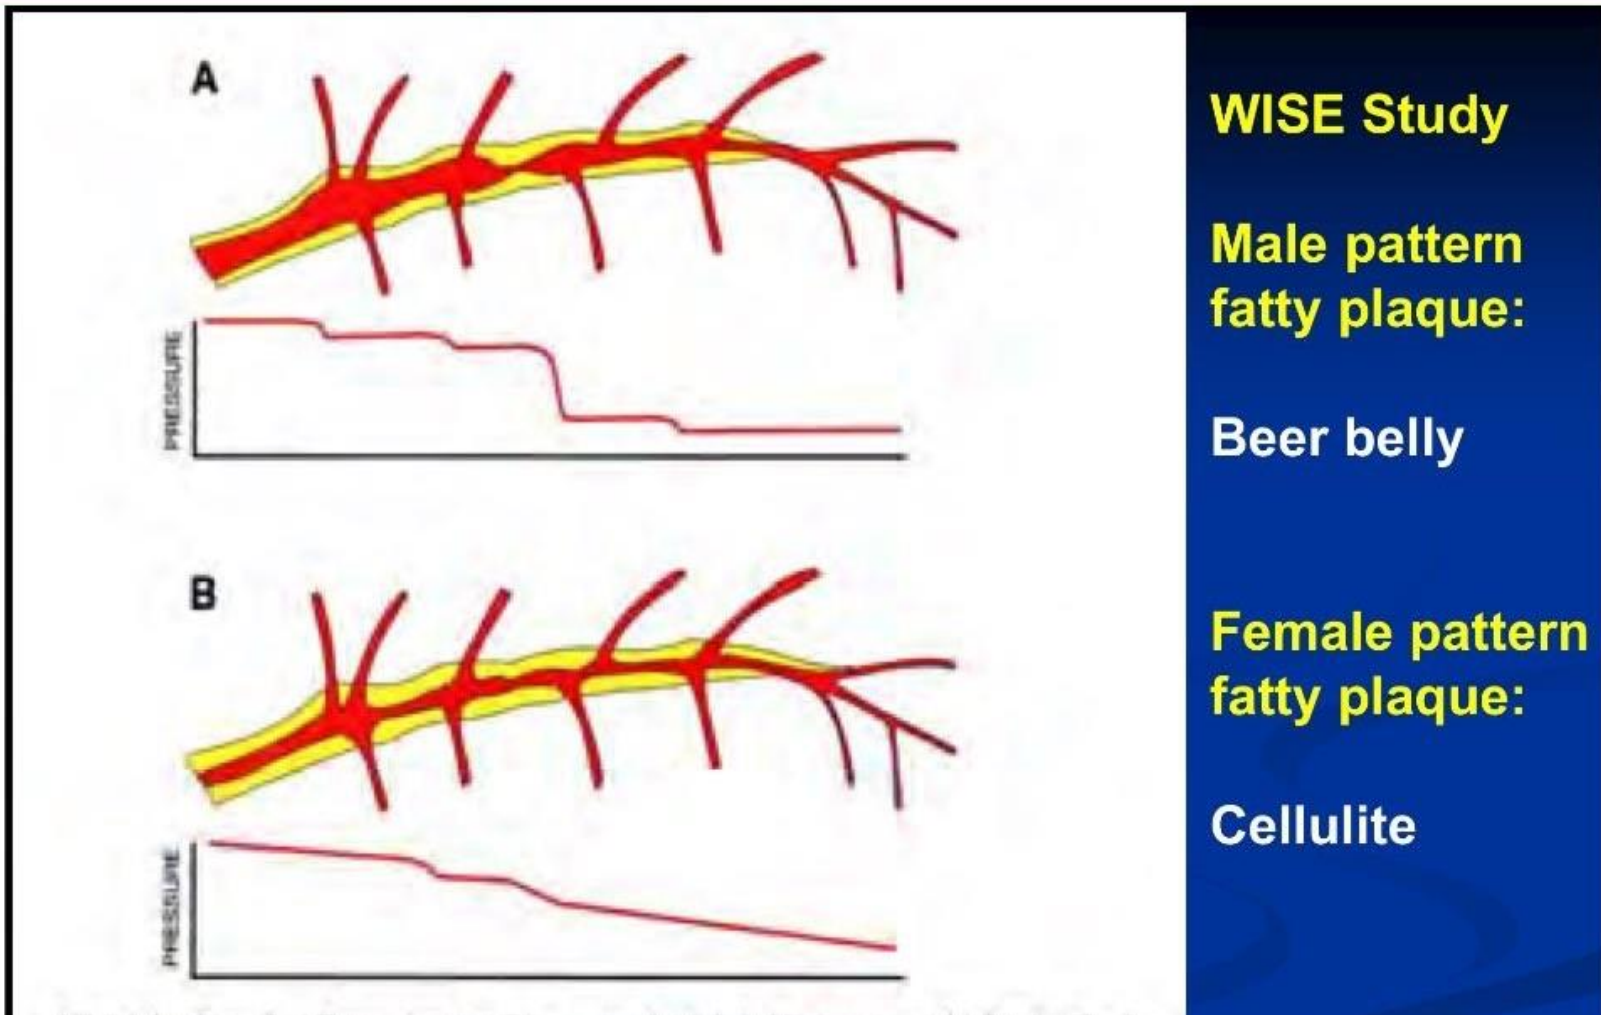 A
PRESSURE
B
PRESSURE
WISE Study
Male pattern
fatty plaque:
Beer belly
Female pattern
fatty plaque:
Cellulite